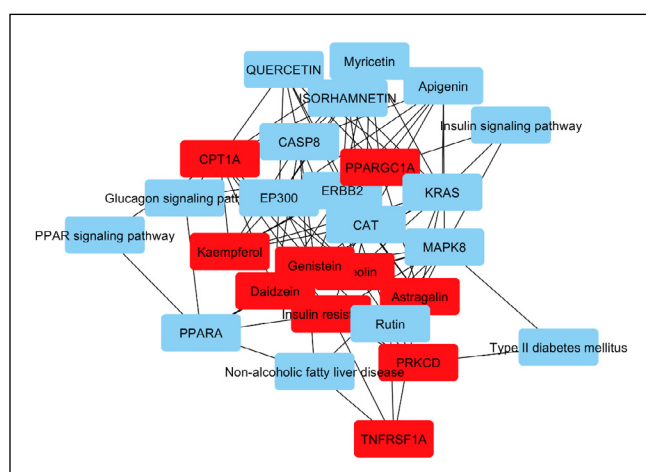 Myricetin
QUERCETIN
Apigenin
ISORHAMNETIN
Insulin signaling pathway
CASP8
CPT1A
PPARGC1A
Glucagon signaling
EP300
ERBB2
KRAS
CAT
PPAR signaling pathway
Kaempferol
MAPK8
Genistein
Daidzein
Astragalin
Insulin
Rutin
PPARA
Type II diabetes mellitus
PRKCD
Non-alcoholic fatty liver disease
TNFRSF1A